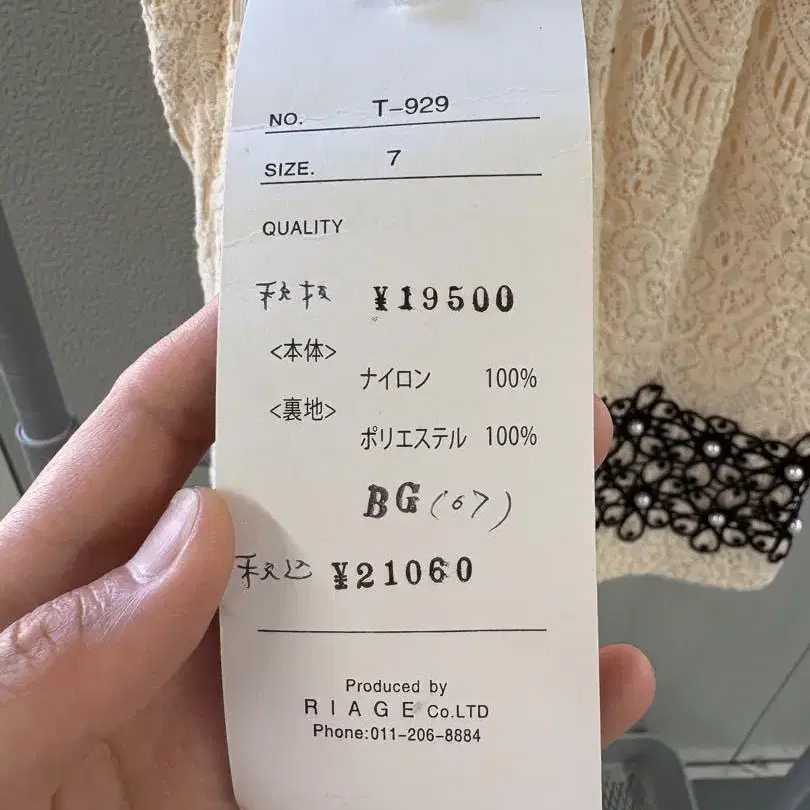 NO. T-929
SIZE. 7
QUALITY
税抜 ¥19500
<本体>
ナイロン 100%
<裏地>
ポリエステル 100%
BG(67)
税込 ¥21060
Produced by
RIAGE Co.LTD
Phone:011-206-8884